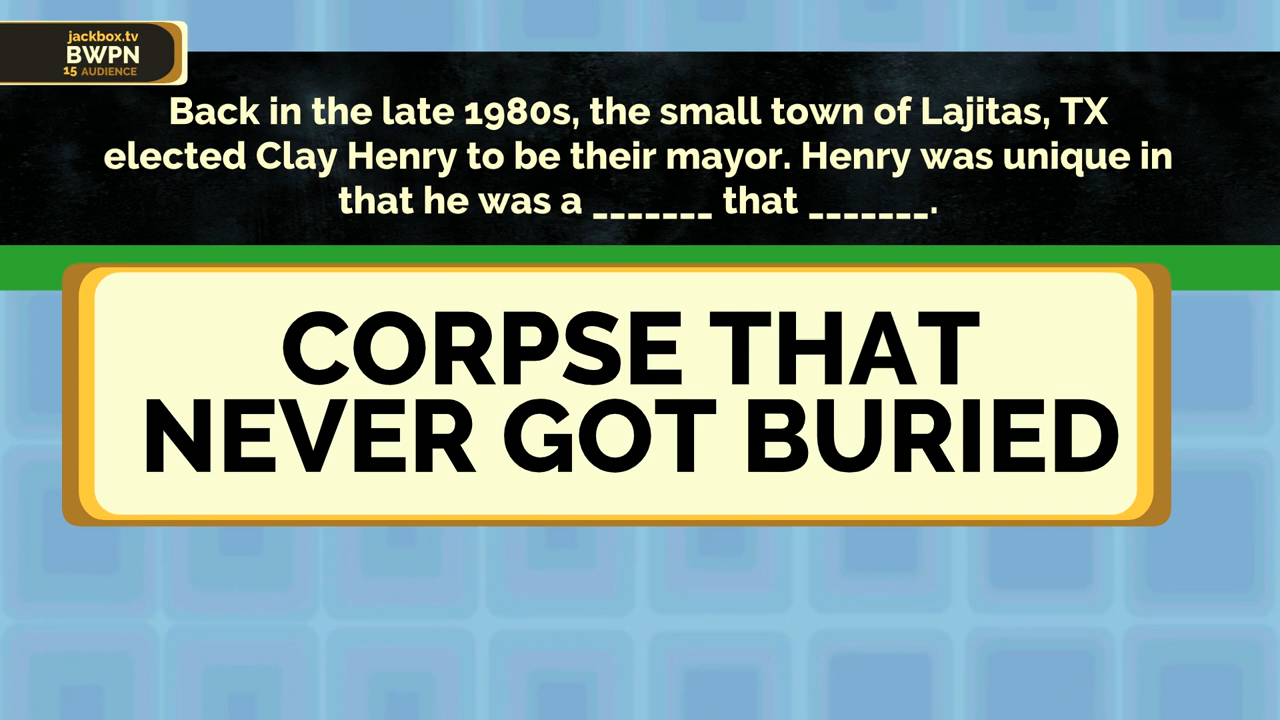 jackbox.tv
BWPN
15 AUDIENCE
Back in the late 1980s, the small town of Lajitas, TX
elected Clay Henry to be their mayor. Henry was unique in
that he was a _______ that _______.
CORPSE THAT
NEVER GOT BURIED